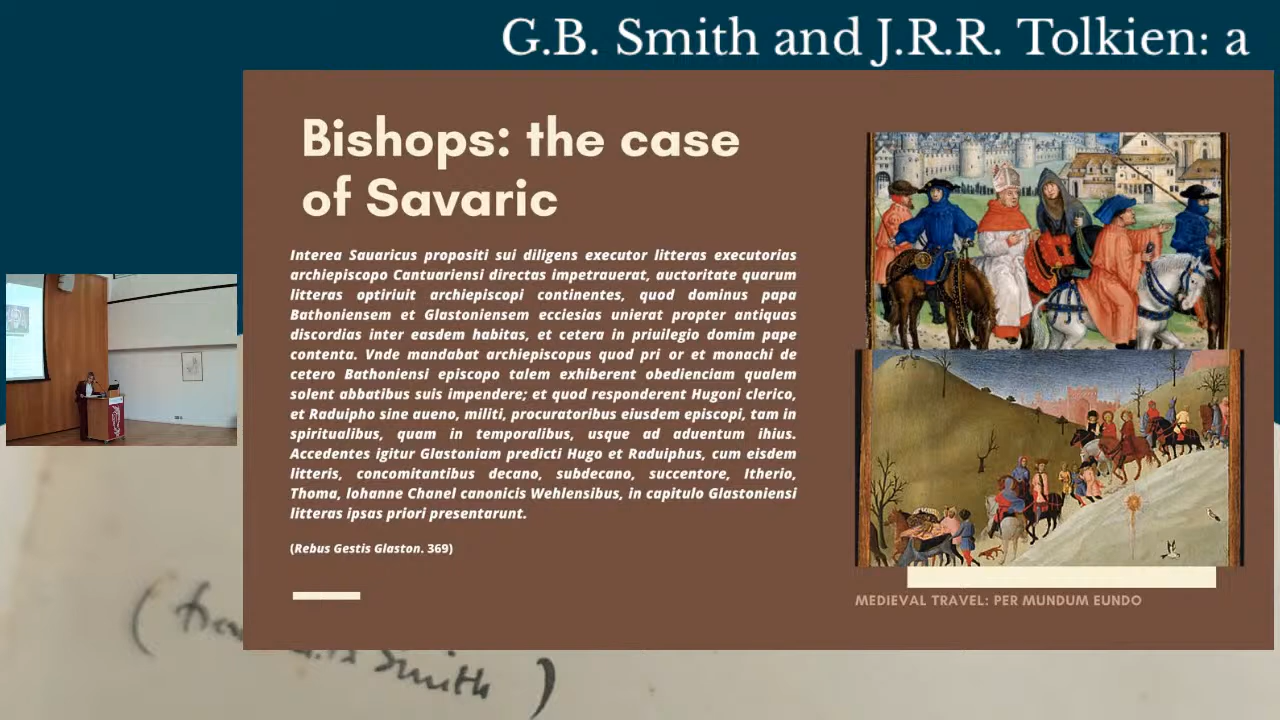 G.B. Smith and J.R.R. Tolkien: a
Bishops: the case
of Savaric
Interea Sauaricus propositi sui diligens executor litteras executorias
archiepiscopo Cantuariensi directas impetrauerat, auctoritate quarum
litteras optiriuit archiepiscopi continentes, quod dominus papa
Bathoniensem et Glastoniensem ecciesias unierat propter antiquas
discordias inter easdem habitas, et cetera in priuilegio domim pape
contenta. Vnde mandabat archiepiscopus quod pri or et monachi de
cetero Bathoniensi episcopo talem exhiberent obedienciam qualem
solent abbatibus suis impendere; et quod responderent Hugoni clerico,
et Raduipho sine aueno, militi, procuratoribus eiusdem episcopi, tam in
spiritualibus, quam in temporalibus, usque ad aduentum ihius.
Accedentes igitur Glastoniam predicti Hugo et Raduiphus, cum eisdem
litteris, concomitantibus decano, subdecano, succentore, Itherio,
Thoma, lohanne Chanel canonicis Wehlensibus, in capitulo Glastoniensi
litteras ipsas priori presentarunt.
(Rebus Gestis Glaston. 369)
MEDIEVAL TRAVEL: PER MUNDUM EUNDO
Smith )